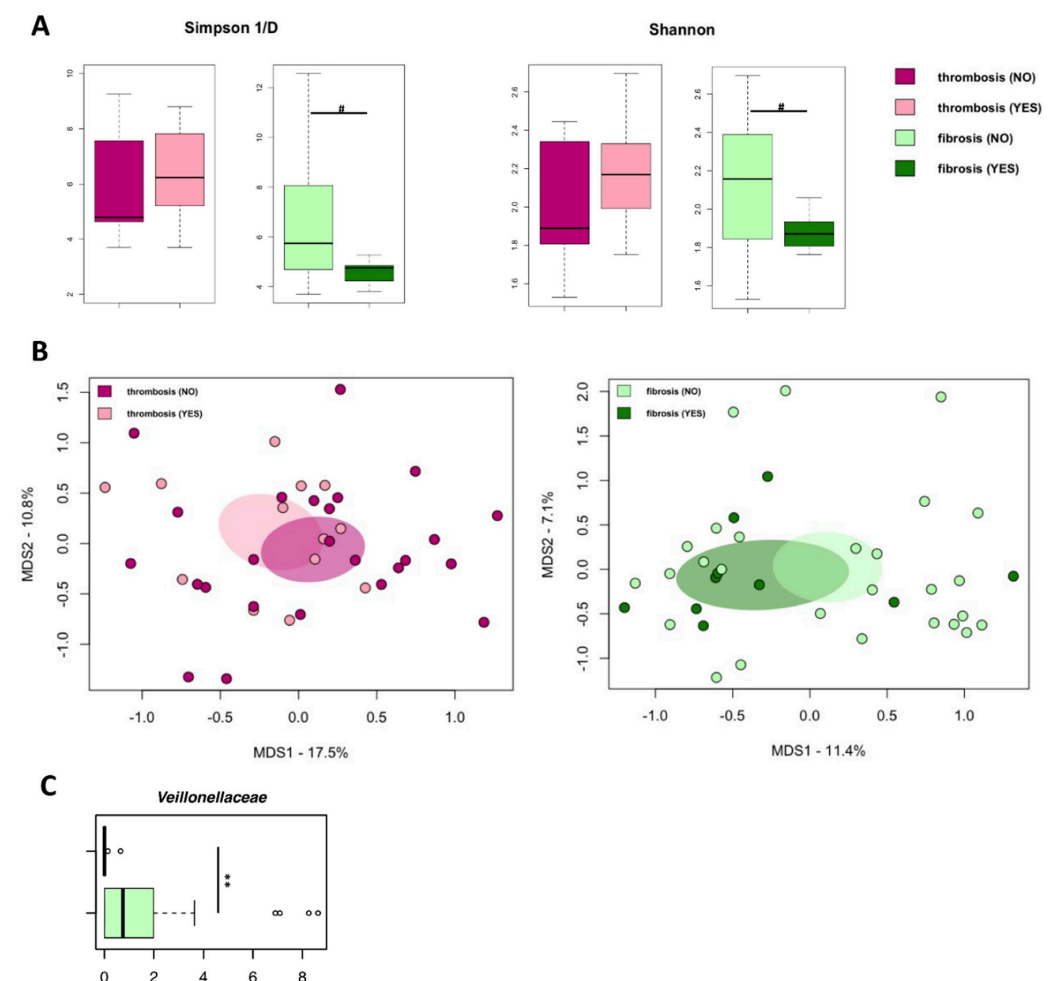 A
Simpson 1/D
Shannon
10
8
6
4
2
12
10
8
6
4
#
2.6
2.4
2.2
2.0
1.8
1.6
2.6
2.4
2.2
2.0
1.8
1.6
#
thrombosis (NO)
thrombosis (YES)
fibrosis (NO)
fibrosis (YES)
B
thrombosis (NO)
thrombosis (YES)
1.5
1.0
0.5
0.0
-0.5
-1.0
MDS2 - 10.8%
-1.0 -0.5 0.0 0.5 1.0
MDS1 - 17.5%
fibrosis (NO)
fibrosis (YES)
2.0
1.5
1.0
0.5
0.0
-0.5
-1.0
MDS2 - 7.1%
-1.0 -0.5 0.0 0.5 1.0
MDS1 - 11.4%
C
Veillonellaceae
**
0 2 4 6 8